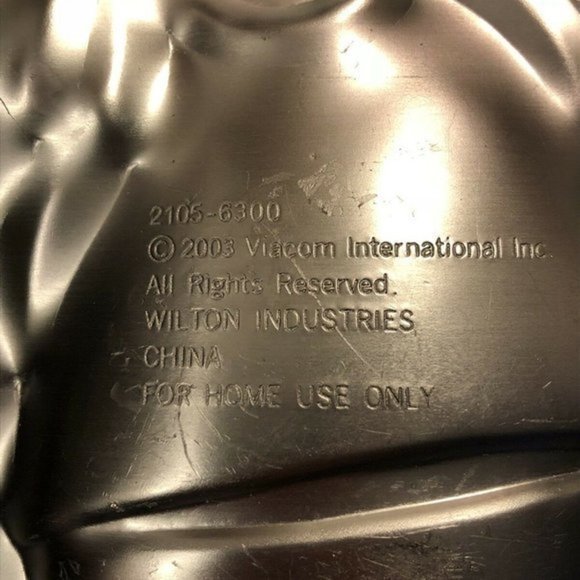 2105-6300
© 2003 Viacom International Inc.
All Rights Reserved.
WILTON INDUSTRIES
CHINA
FOR HOME USE ONLY